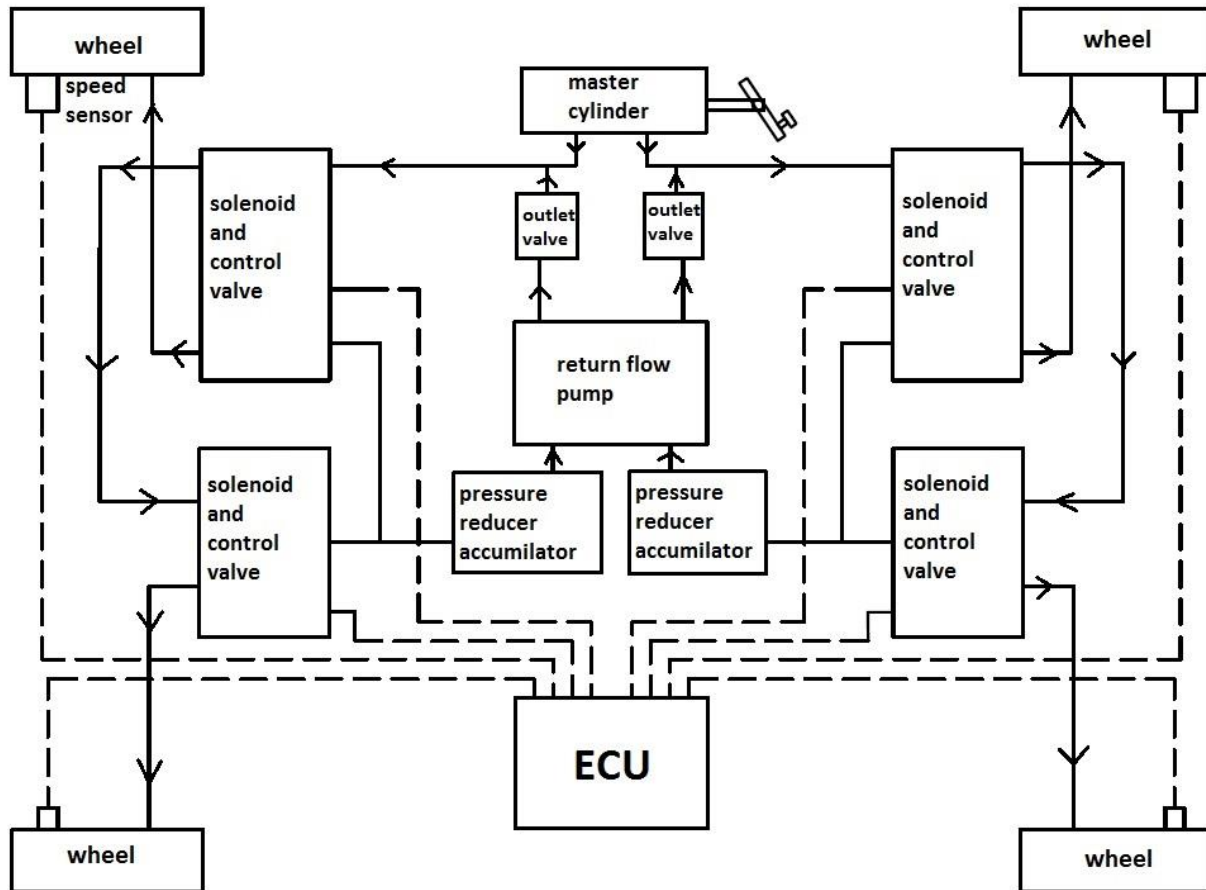 wheel
speed
sensor
master
cylinder
wheel
solenoid
and
control
valve
outlet
valve
outlet
valve
solenoid
and
control
valve
return flow
pump
solenoid
and
control
valve
pressure
reducer
accumilator
pressure
reducer
accumilator
solenoid
and
control
valve
ECU
wheel
wheel